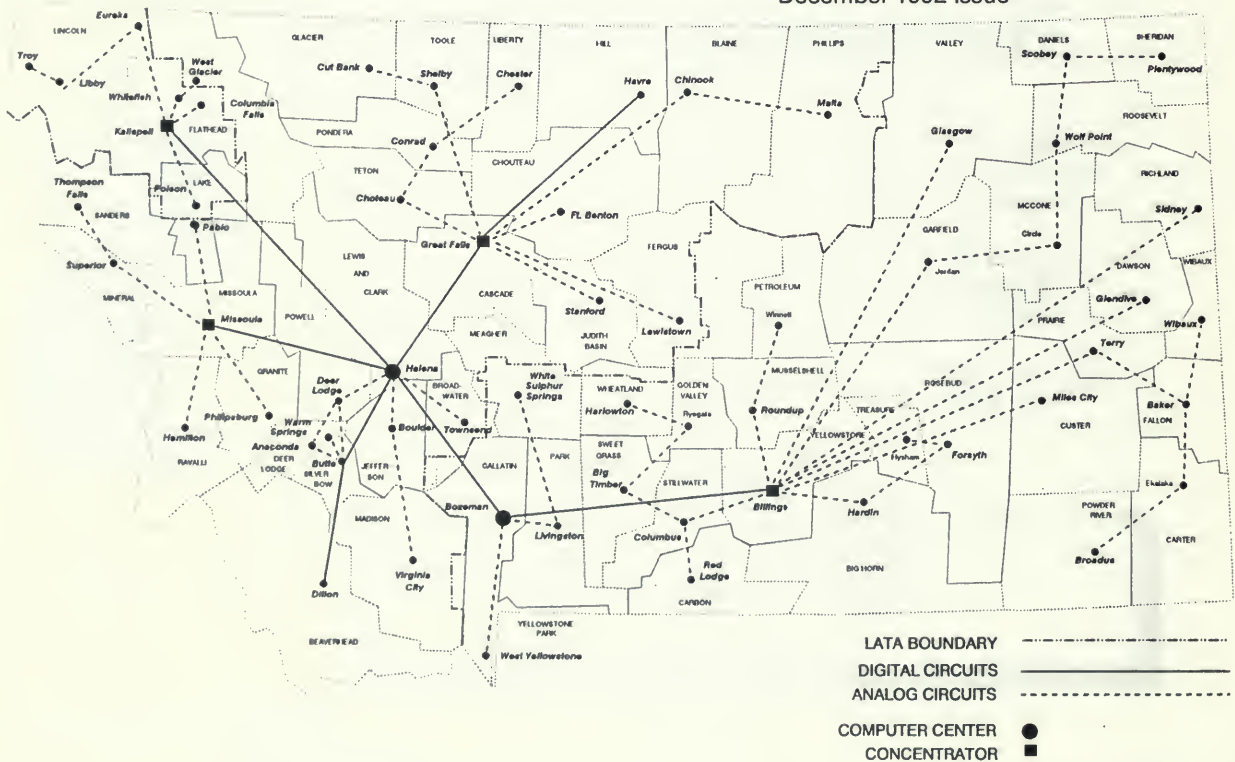 December 1992 Issue
Eureka
LINCOLN
GLACIER
TOOLE
LIBERTY
HILL
BLAINE
PHILLIPS
VALLEY
DANIELS
SHERIDAN
Scobey
Plentywood
Troy
Libby
West
Glacier
Cut Bank
Shelby
Chester
Havre
Chinook
Whitefish
Columbia
Falls
Malta
ROOSEVELT
Kalispell
FLATHEAD
PONDERA
Conrad
CHOUTEAU
Glasgow
Wolf Point
TETON
RICHLAND
Thompson
Falls
LAKE
Polson
Choteau
Ft. Benton
MCCONE
Sidney
SANDERS
Pablo
Great Falls
FERGUS
GARFIELD
Circle
Superior
LEWIS
AND
CLARK
Jordan
DAWSON
WIBAUX
MINERAL
MISSOULA
POWELL
CASCADE
Stanford
PETROLEUM
Glendive
Missoula
MEAGHER
JUDITH
BASIN
Lewistown
Winnett
PRAIRIE
Wibaux
GRANITE
Deer
Lodge
Helena
BROAD-
WATER
White
Sulphur
Springs
WHEATLAND
GOLDEN
VALLEY
MUSSELSHELL
ROSEBUD
Terry
Philipsburg
Warm
Springs
Boulder
Townsend
Harlowton
Ryegate
Roundup
TREASURE
Miles City
Baker
FALLON
Hamilton
Anaconda
YELLOWSTONE
CUSTER
RAVALLI
DEER
LODGE
SILVER
BOW
Butte
JEFFER-
SON
GALLATIN
PARK
SWEET
GRASS
Hysham
Forsyth
Big
Timber
STILLWATER
Ekalaka
MADISON
Bozeman
Billings
Hardin
POWDER
RIVER
Livingston
Columbus
CARTER
Broadus
Dillon
Virginia
City
Red
Lodge
BIG HORN
CARBON
BEAVERHEAD
YELLOWSTONE
PARK
West Yellowstone
LATA BOUNDARY
DIGITAL CIRCUITS
ANALOG CIRCUITS
COMPUTER CENTER
CONCENTRATOR